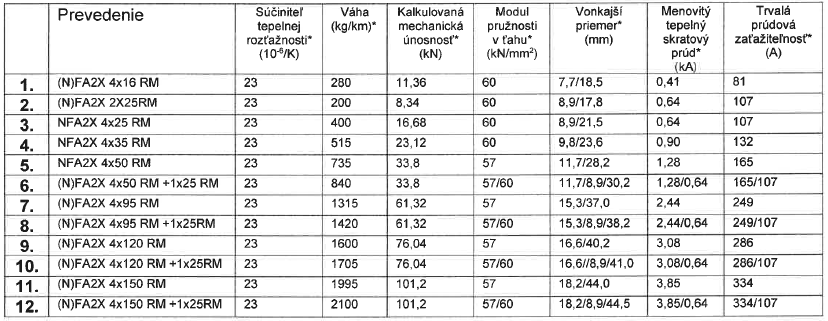 Prevedenie Súčiniteľ tepelnej rozťažnosti* (10⁻⁶/K) Váha (kg/km)* Kalkulovaná mechanická únosnosť* (kN) Modul pružnosti v ťahu* (kN/mm²) Vonkajší priemer* (mm) Menovitý tepelný skratový prúd* (kA) Trvalá prúdová zaťažiteľnosť* (A)
1. (N)FA2X 4x16 RM 23 280 11,36 60 7,7/18,5 0,41 81
2. (N)FA2X 2X25RM 23 200 8,34 60 8,9/17,8 0,64 107
3. NFA2X 4x25 RM 23 400 16,68 60 8,9/21,5 0,64 107
4. NFA2X 4x35 RM 23 515 23,12 60 9,8/23,6 0,90 132
5. NFA2X 4x50 RM 23 735 33,8 57 11,7/28,2 1,28 165
6. (N)FA2X 4x50 RM +1x25 RM 23 840 33,8 57/60 11,7/8,9/30,2 1,28/0,64 165/107
7. (N)FA2X 4x95 RM 23 1315 61,32 57 15,3/37,0 2,44 249
8. (N)FA2X 4x95 RM +1x25RM 23 1420 61,32 57/60 15,3/8,9/38,2 2,44/0,64 249/107
9. (N)FA2X 4x120 RM 23 1600 76,04 57 16,6/40,2 3,08 286
10. (N)FA2X 4x120 RM +1x25RM 23 1705 76,04 57/60 16,6//8,9/41,0 3,08/0,64 286/107
11. (N)FA2X 4x150 RM 23 1995 101,2 57 18,2/44,0 3,85 334
12. (N)FA2X 4x150 RM +1x25RM 23 2100 101,2 57/60 18,2/8,9/44,5 3,85/0,64 334/107